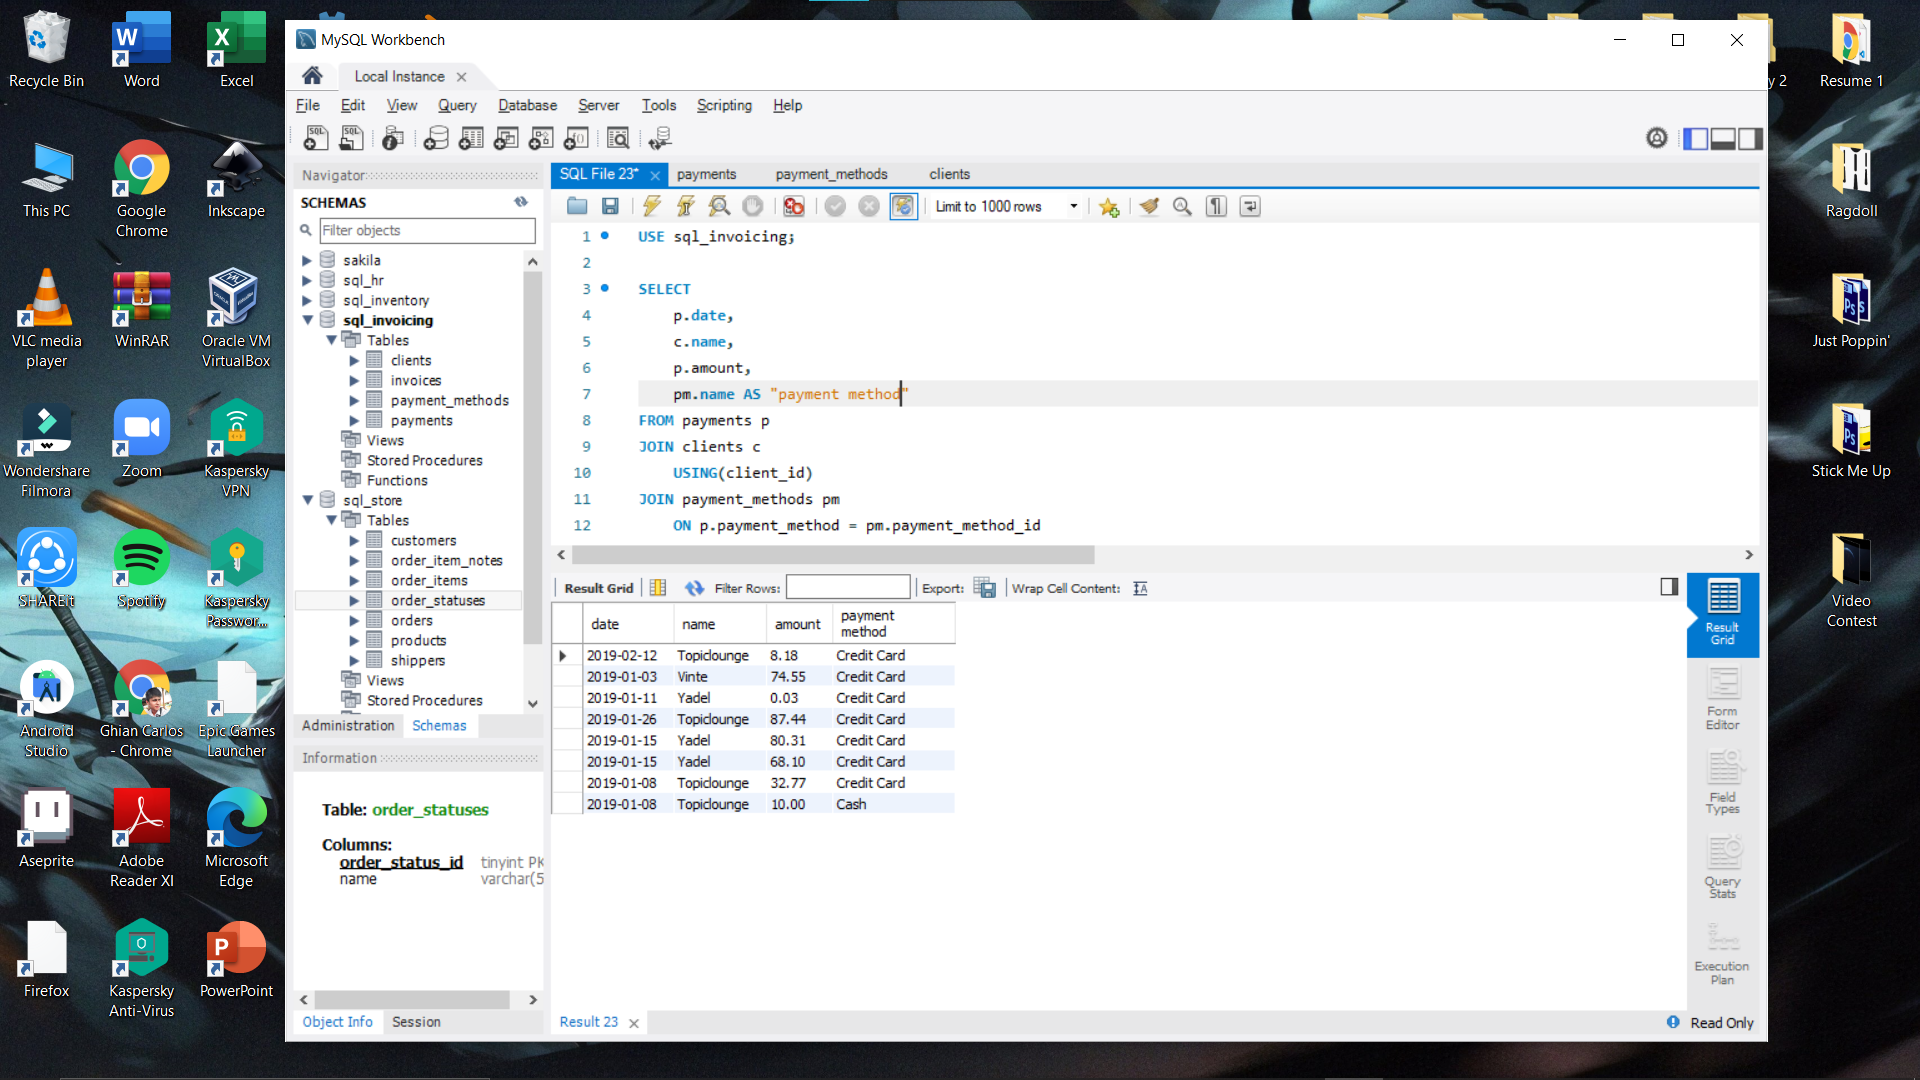 MySQL Workbench
Local Instance
File Edit View Query Database Server Tools Scripting Help
Navigator
SCHEMAS
Filter objects
sakila
sql_hr
sql_inventory
sql_invoicing
Tables
clients
invoices
payment_methods
payments
Views
Stored Procedures
Functions
sql_store
Tables
customers
order_item_notes
order_items
order_statuses
orders
products
shippers
Views
Stored Procedures
Administration Schemas
Information
Table: order_statuses
Columns:
order_status_id tinyint PK
name varchar(5
Object Info Session
SQL File 23* payments payment_methods clients
Limit to 1000 rows
1 USE sql_invoicing;
2
3 SELECT
4 p.date,
5 c.name,
6 p.amount,
7 pm.name AS "payment method"
8 FROM payments p
9 JOIN clients c
10 USING(client_id)
11 JOIN payment_methods pm
12 ON p.payment_method = pm.payment_method_id
Result Grid Filter Rows: Export: Wrap Cell Content:
date name amount payment method
2019-02-12 Topiclounge 8.18 Credit Card
2019-01-03 Vinte 74.55 Credit Card
2019-01-11 Yadel 0.03 Credit Card
2019-01-26 Topiclounge 87.44 Credit Card
2019-01-15 Yadel 80.31 Credit Card
2019-01-15 Yadel 68.10 Credit Card
2019-01-08 Topiclounge 32.77 Credit Card
2019-01-08 Topiclounge 10.00 Cash
Result Grid
Form Editor
Field Types
Query Stats
Execution Plan
Result 23
Read Only
Recycle Bin
Word
Excel
This PC
Google Chrome
Inkscape
VLC media player
WinRAR
Oracle VM VirtualBox
Wondershare Filmora
Zoom
Kaspersky VPN
SHAREit
Spotify
Kaspersky Passwor...
Android Studio
Ghian Carlos - Chrome
Epic Games Launcher
Aseprite
Adobe Reader XI
Microsoft Edge
Firefox
Kaspersky Anti-Virus
PowerPoint
y 2
Resume 1
Ragdoll
Just Poppin'
Stick Me Up
Video Contest